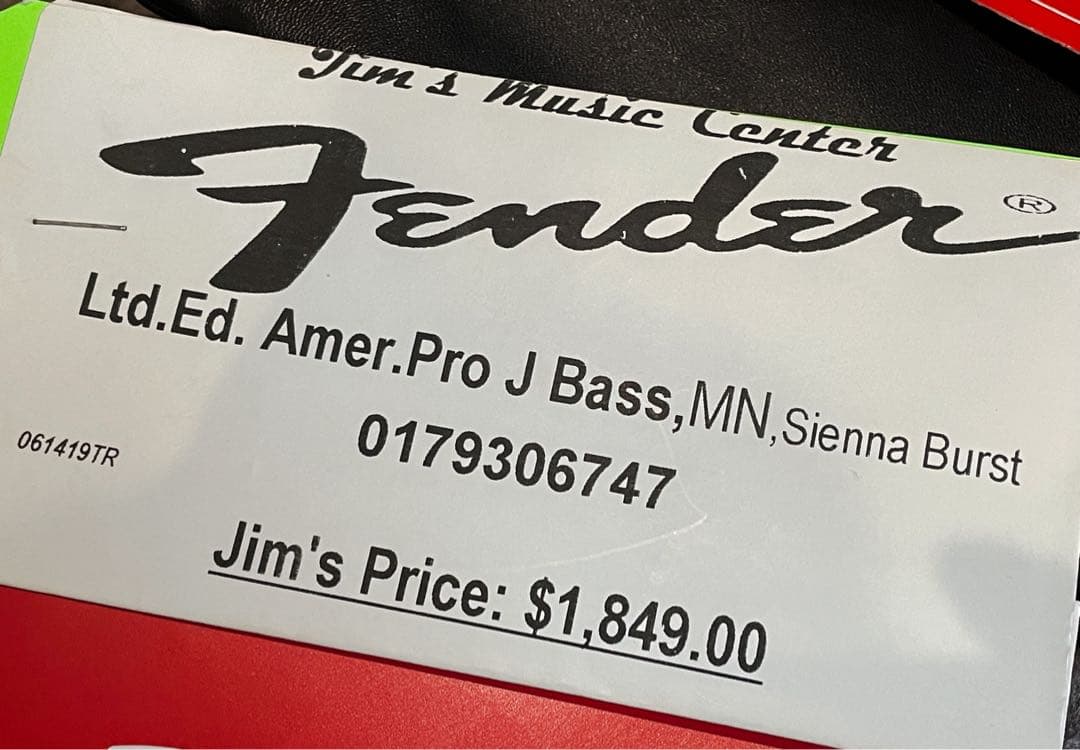 Jim's Music Center
Fender®
Ltd.Ed. Amer.Pro J Bass,MN,Sienna Burst
0179306747
061419TR
Jim's Price: $1,849.00